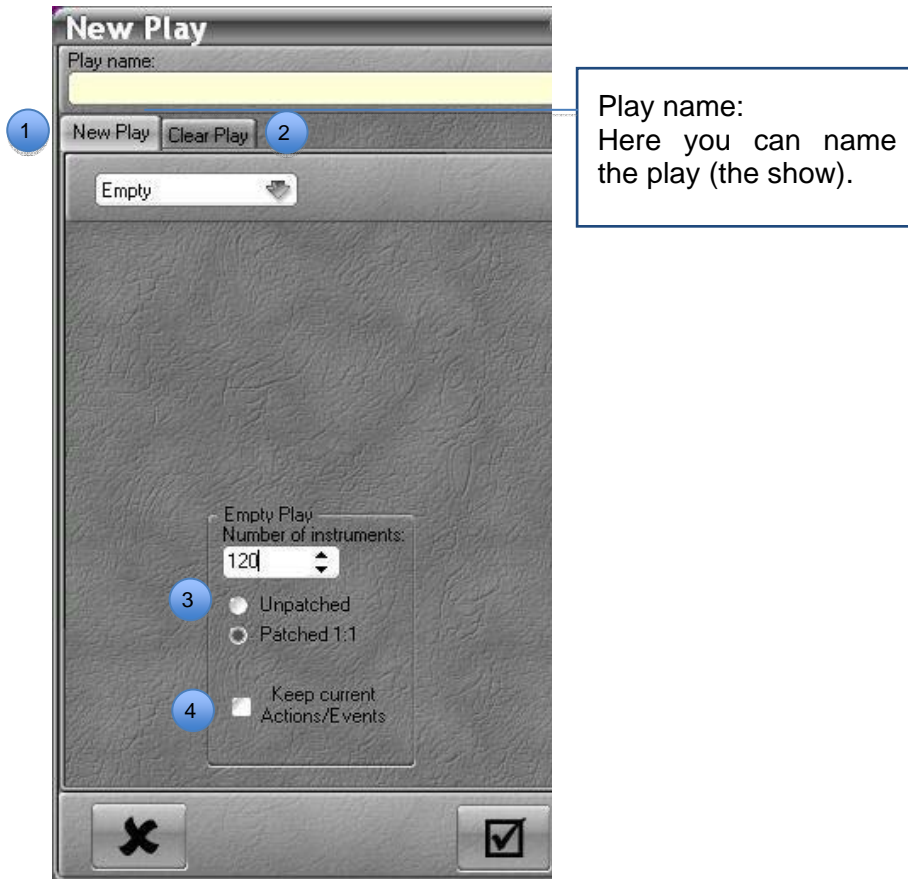 New Play
Play name:
Play name:
Here you can name
the play (the show).
1
New Play
Clear Play
2
Empty
Empty Play
Number of instruments:
120
3
Unpatched
Patched 1:1
4
Keep current
Actions/Events